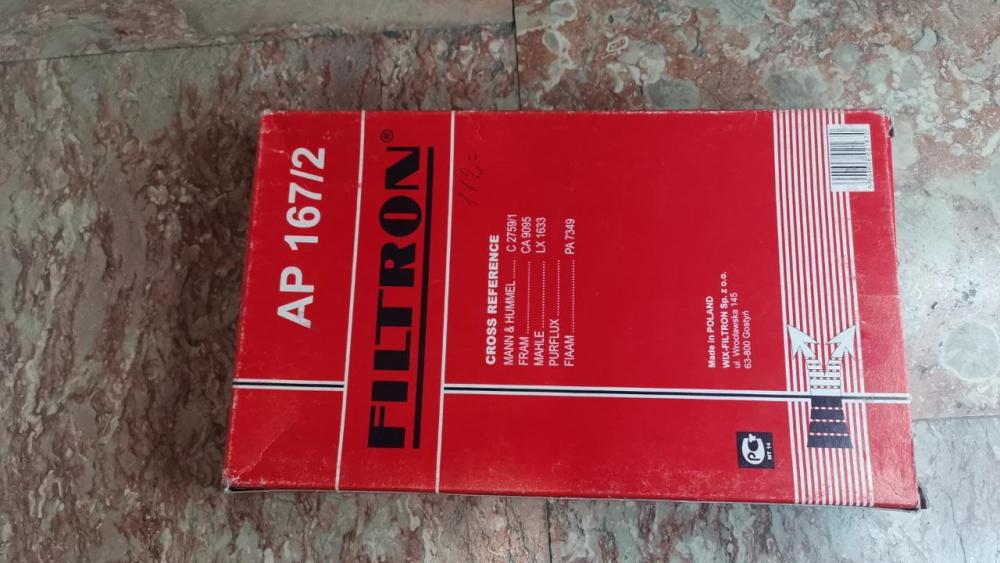 AP 167/2
FILTRON®
CROSS REFERENCE
MANN & HUMMEL ....... C 2759/1
FRAM ............................ CA 9095
MAHLE ......................... LX 1633
PURFLUX .....................
FIAAM ........................... PA 7349
Made in POLAND
WIX-FILTRON Sp. z o.o.
ul. Wrocławska 145
63-800 Gostyń